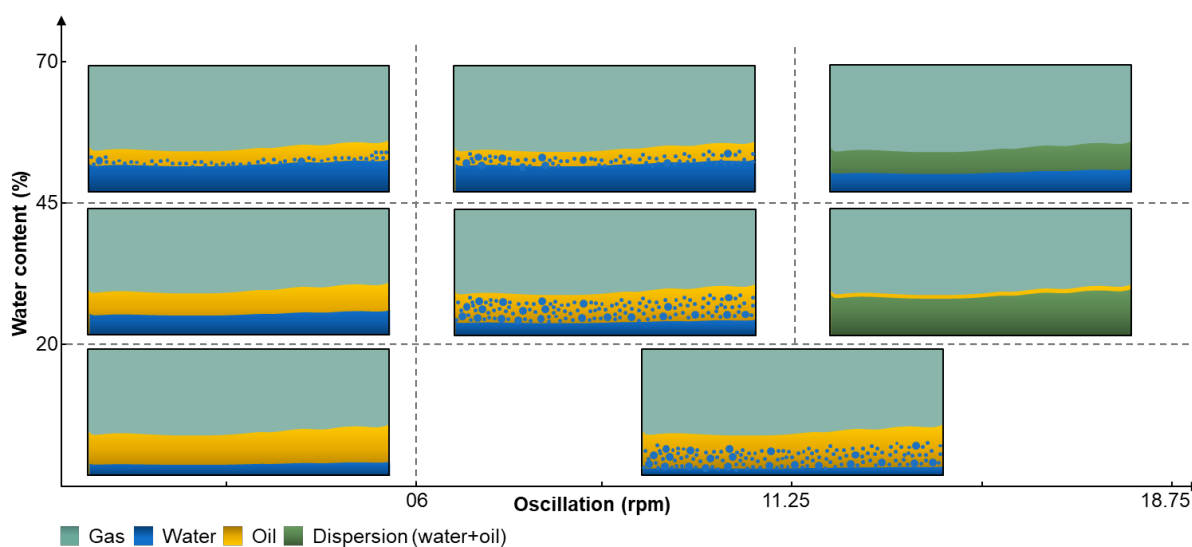 70
45
20
Water content (%)
06
11.25
18.75
Oscillation (rpm)
Gas
Water
Oil
Dispersion (water+oil)